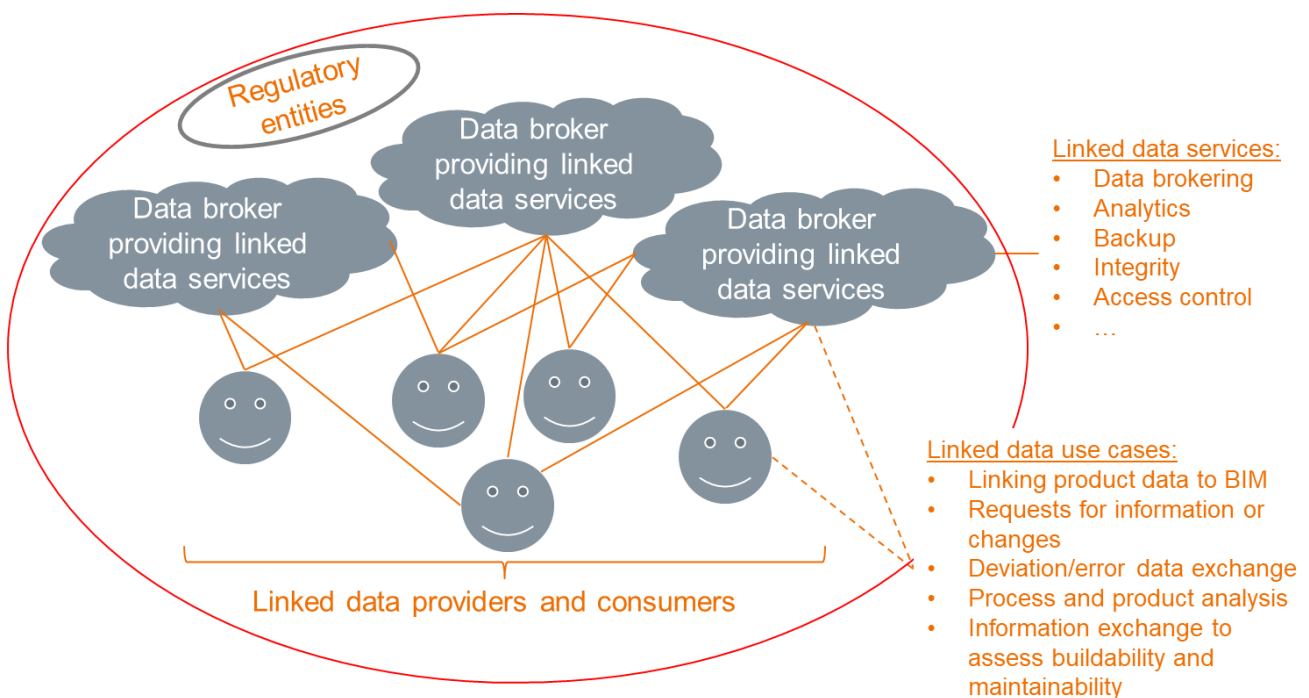 Regulatory
entities
Data broker
providing linked
data services
Data broker
providing linked
data services
Data broker
providing linked
data services
Linked data services:
• Data brokering
• Analytics
• Backup
• Integrity
• Access control
• …
Linked data use cases:
• Linking product data to BIM
• Requests for information or
changes
• Deviation/error data exchange
• Process and product analysis
• Information exchange to
assess buildability and
maintainability
Linked data providers and consumers